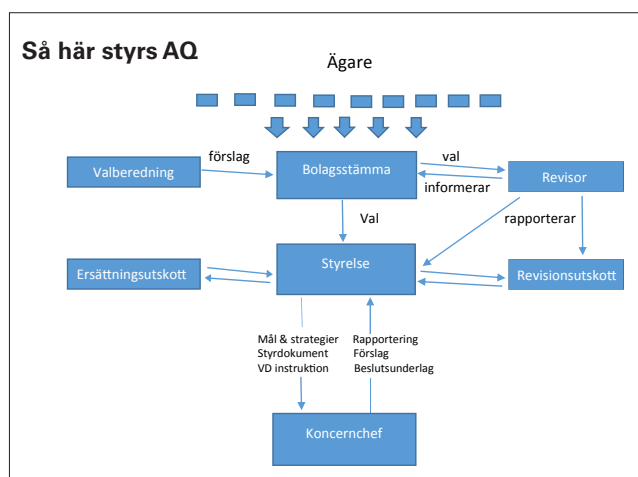 Så här styrs AQ
Ägare
förslag
val
Valberedning
Bolagsstämma
informerar
Revisor
Val
rapporterar
Ersättningsutskott
Styrelse
Revisionsutskott
Mål & strategier
Styrdokument
VD instruktion
Rapportering
Förslag
Beslutsunderlag
Koncernchef